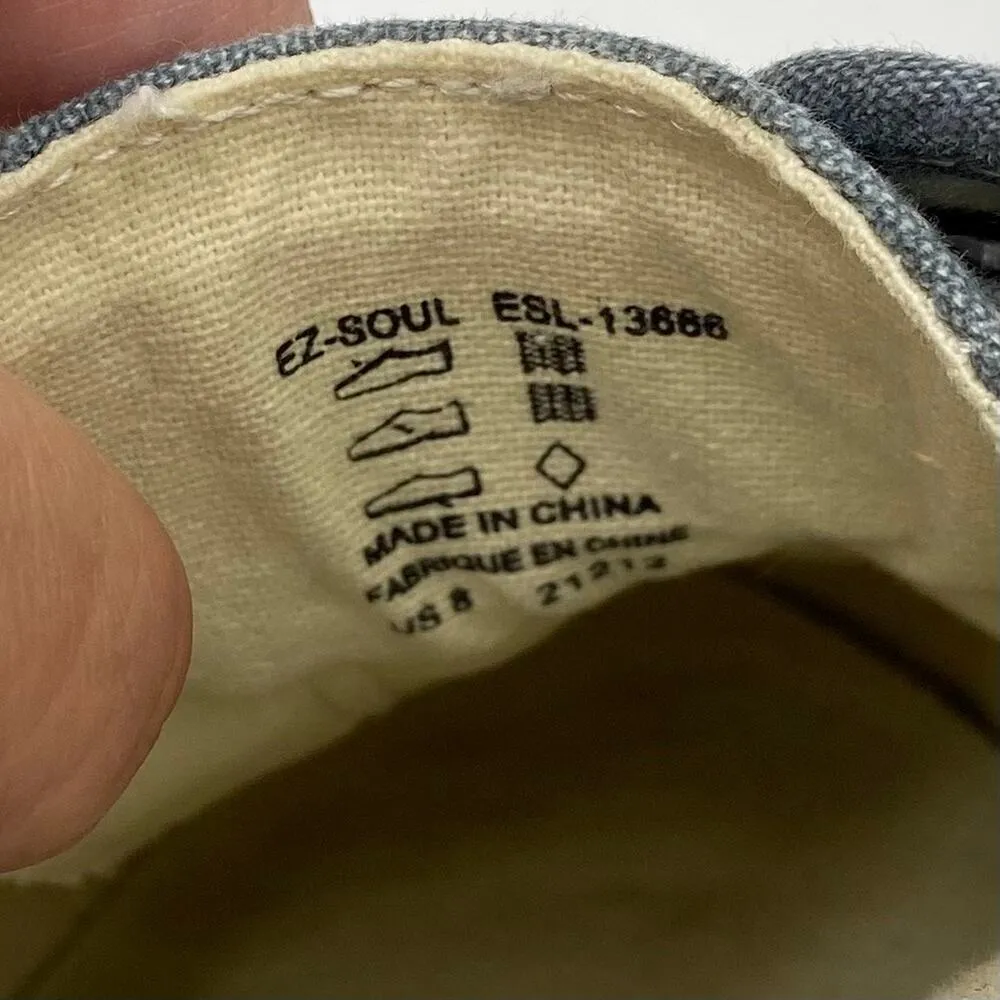 EZ-SOUL ESL-13666
MADE IN CHINA
FABRIQUE EN CHINE
US 8 21212